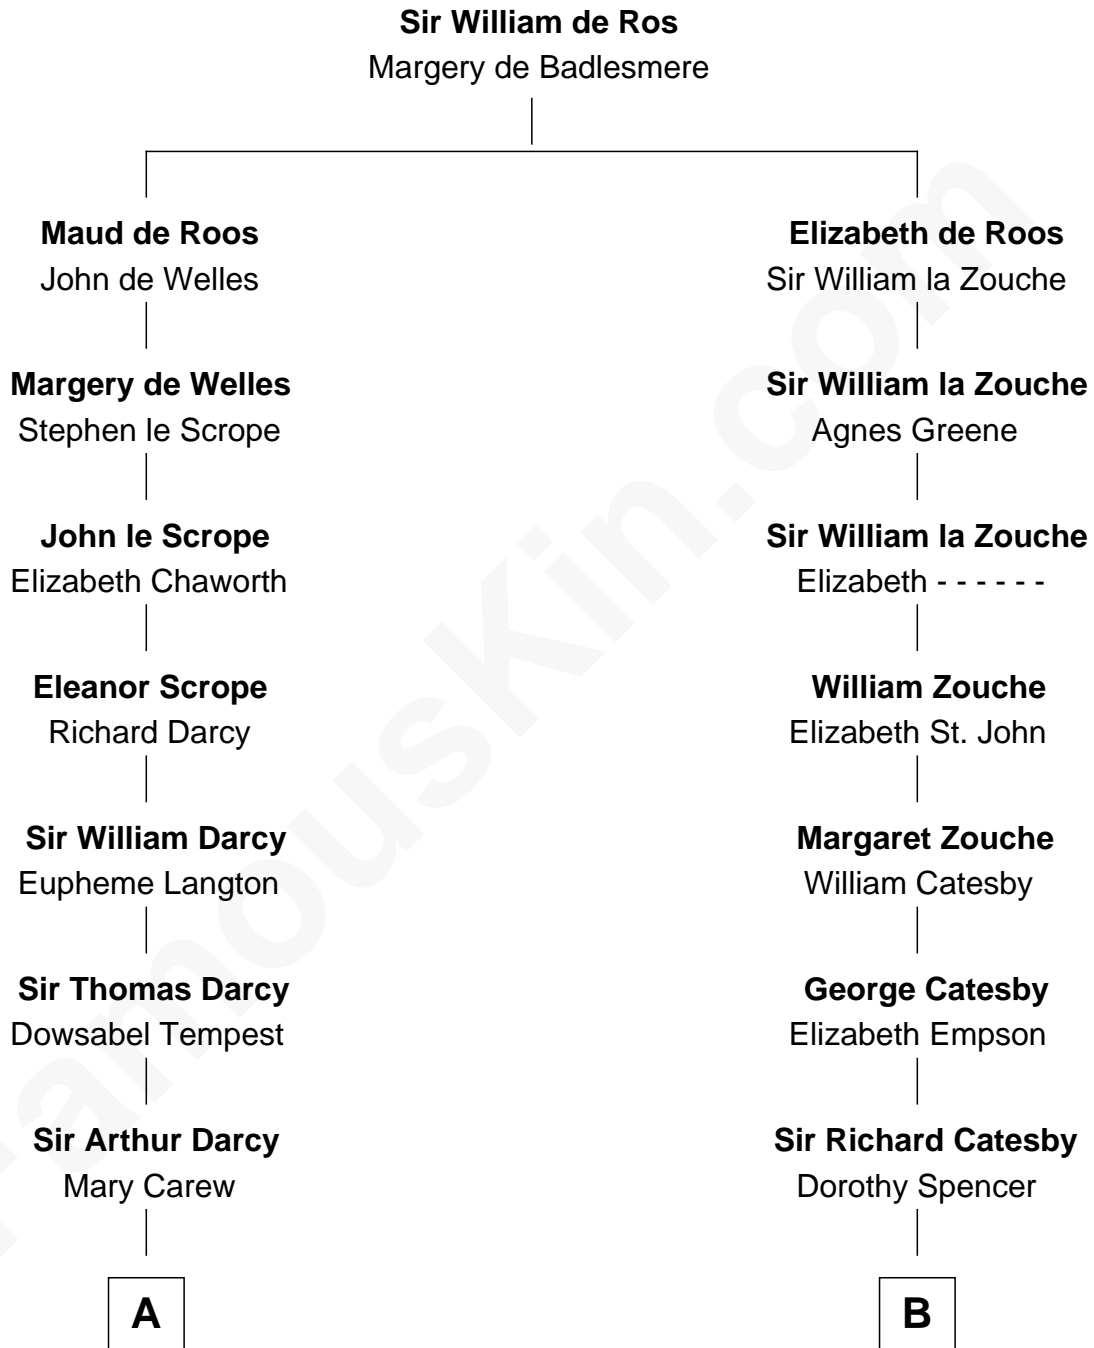 Sir William de Ros
Margery de Badlesmere
Maud de Roos
John de Welles
Margery de Welles
Stephen le Scrope
John le Scrope
Elizabeth Chaworth
Eleanor Scrope
Richard Darcy
Sir William Darcy
Eupheme Langton
Sir Thomas Darcy
Dowsabel Tempest
Sir Arthur Darcy
Mary Carew
A
Elizabeth de Roos
Sir William la Zouche
Sir William la Zouche
Agnes Greene
Sir William la Zouche
Elizabeth - - - - - -
William Zouche
Elizabeth St. John
Margaret Zouche
William Catesby
George Catesby
Elizabeth Empson
Sir Richard Catesby
Dorothy Spencer
B
FamousKin.com